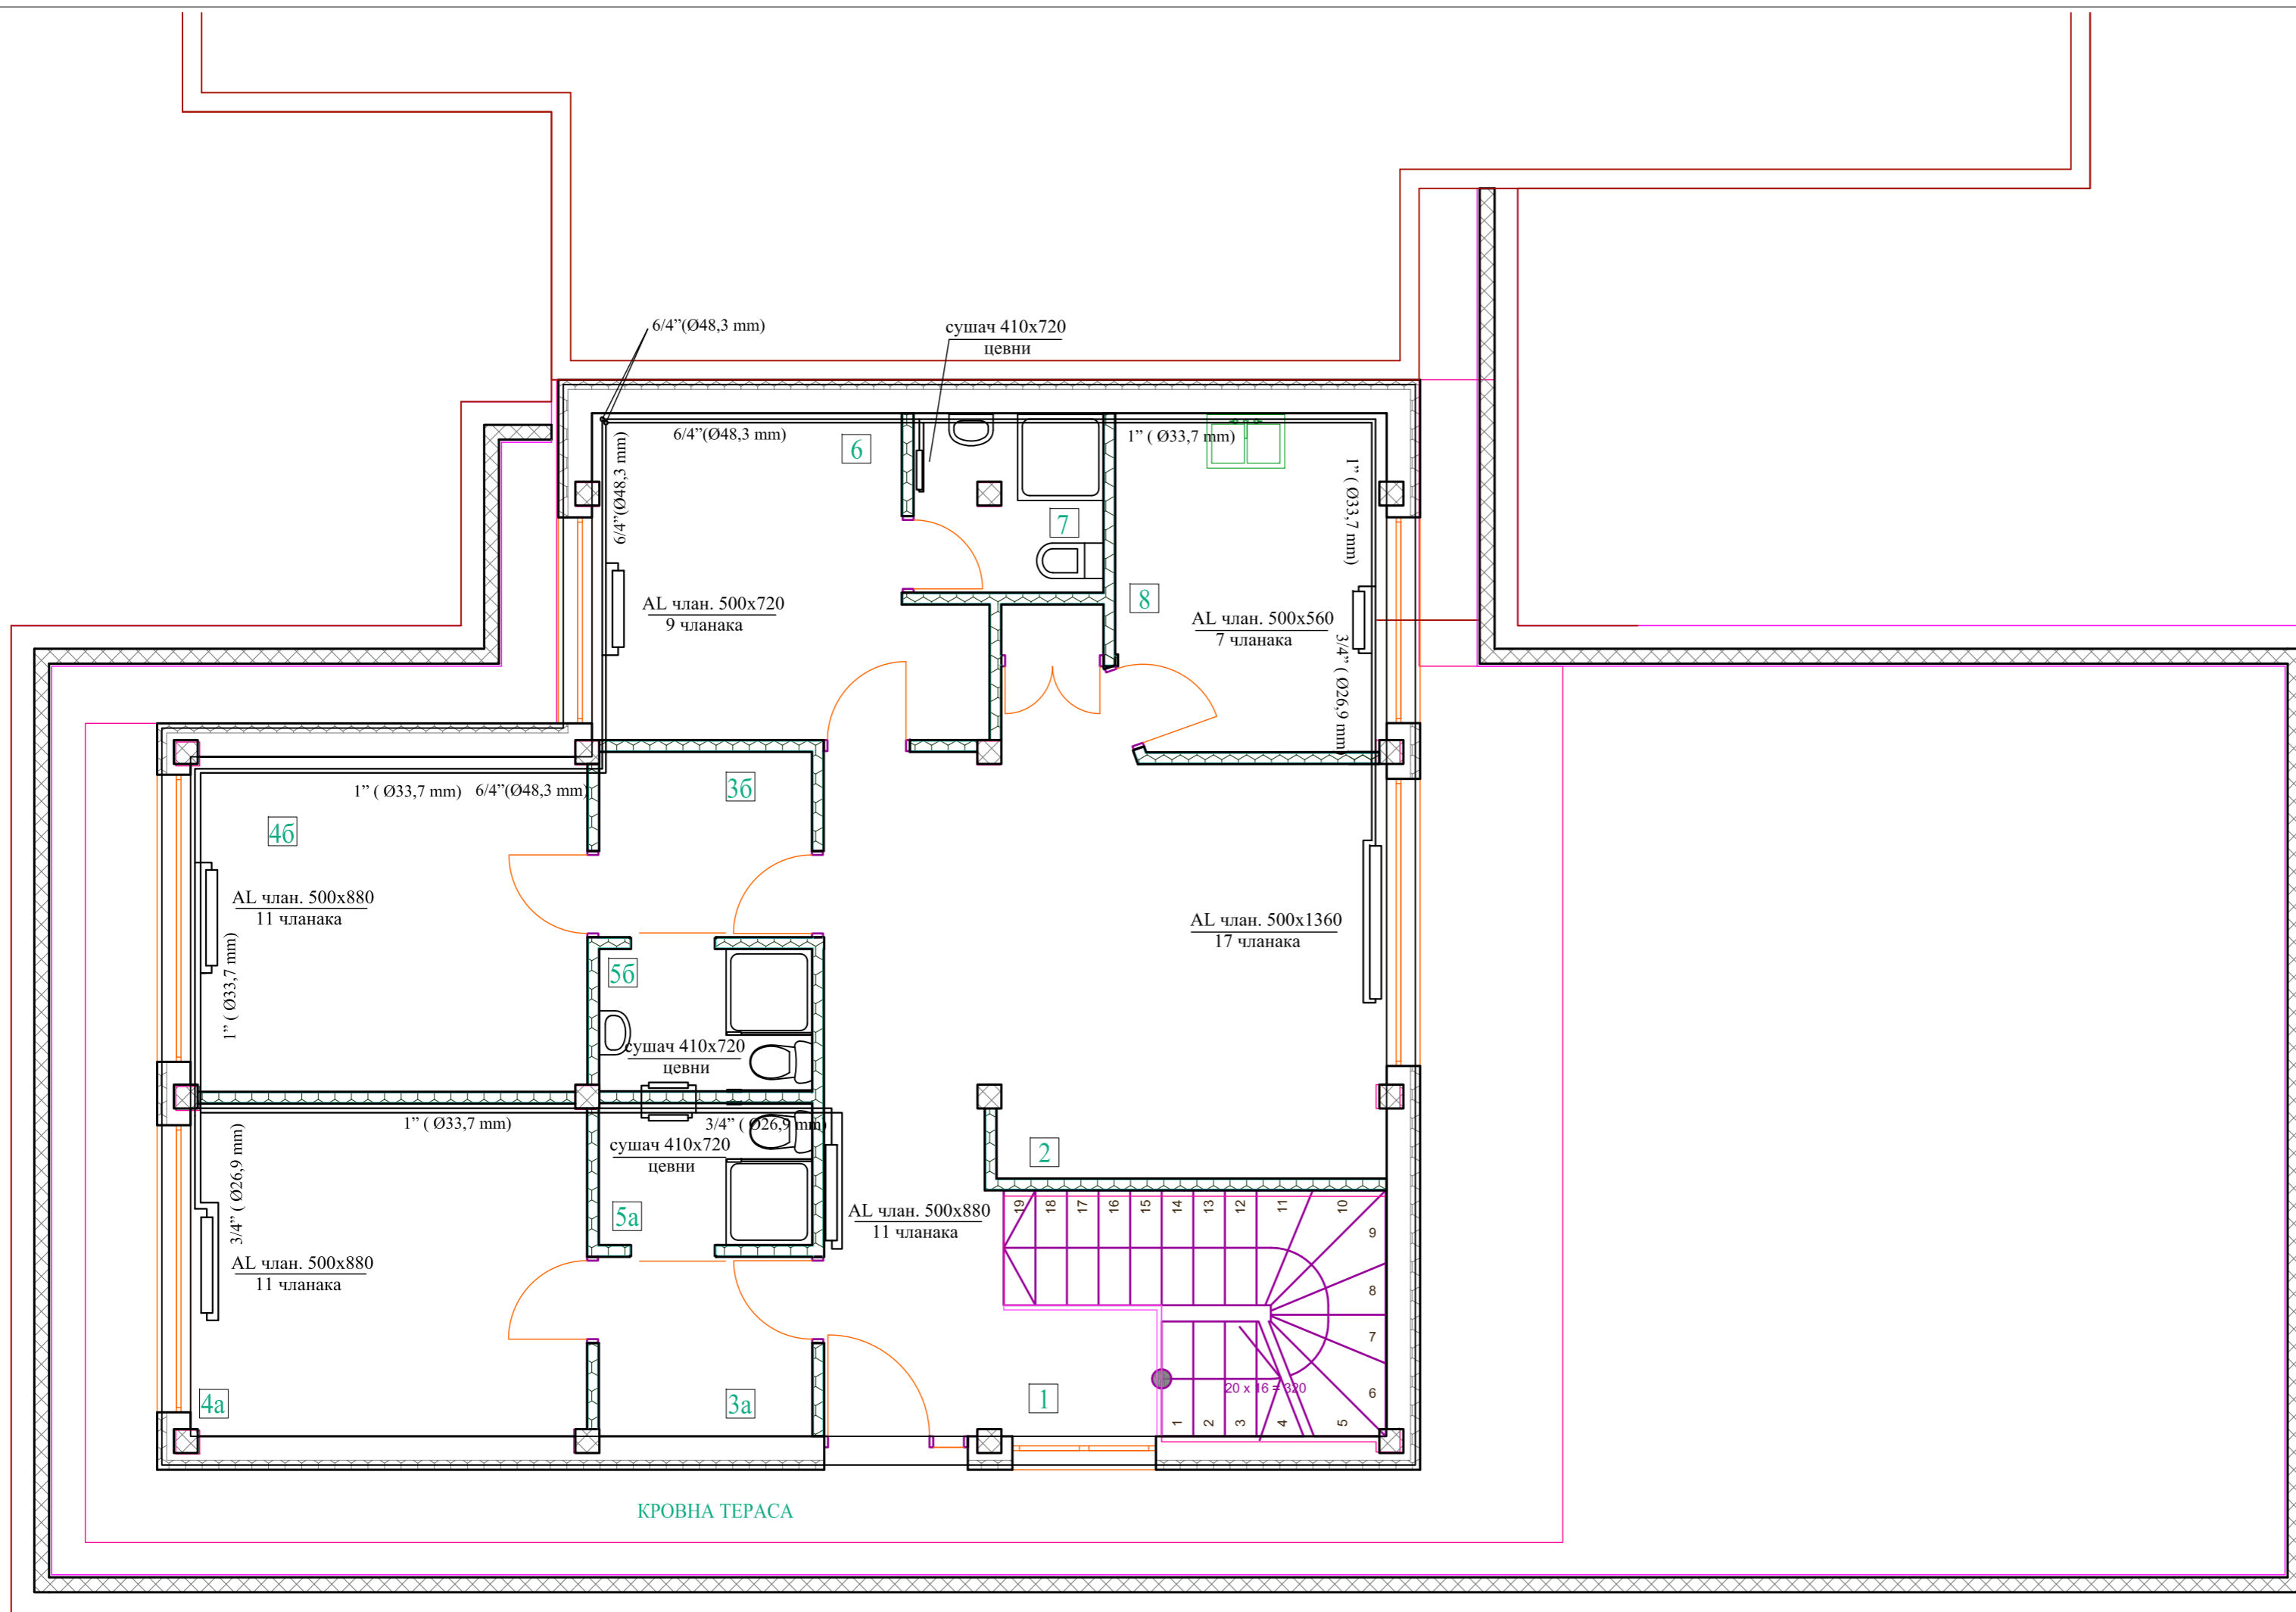 6/4”(Ø48,3 mm)
сушач 410x720
цевни
6/4”(Ø48,3 mm)
6
1” ( Ø33,7 mm)
6/4”(Ø48,3 mm)
1” ( Ø33,7 mm)
7
8
AL члан. 500x720
9 чланака
AL члан. 500x560
7 чланака
3/4” ( Ø26,9 mm)
1” ( Ø33,7 mm)
6/4”(Ø48,3 mm)
3б
4б
AL члан. 500x880
11 чланака
AL члан. 500x1360
17 чланака
1” ( Ø33,7 mm)
5б
сушач 410x720
цевни
1” ( Ø33,7 mm)
3/4” ( Ø26,9 mm)
сушач 410x720
цевни
2
3/4” ( Ø26,9 mm)
5а
AL члан. 500x880
11 чланака
19
18
17
16
15
14
13
12
11
10
9
8
7
6
AL члан. 500x880
11 чланака
20 x 16 = 320
4а
3а
1
1
2
3
4
5
КРОВНА ТЕРАСА